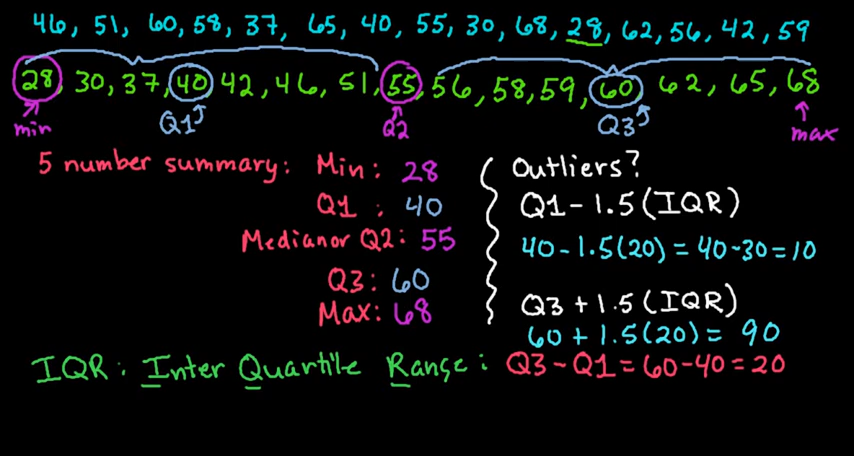 46, 51, 60, 58, 37, 65, 40, 55, 30, 68, 28, 62, 56, 42, 59
28, 30, 37, 40 42, 46, 51, 55, 56, 58, 59, 60, 62, 65, 68
min Q1 Q2 Q3 max
5 number summary: Min: 28
Q1 : 40
Medianor Q2: 55
Q3: 60
Max: 68
Outliers?
Q1 - 1.5 (IQR)
40 - 1.5(20) = 40-30=10
Q3 + 1.5 (IQR)
60 + 1.5(20) = 90
IQR: Inter Quartile Range: Q3 - Q1 = 60-40=20